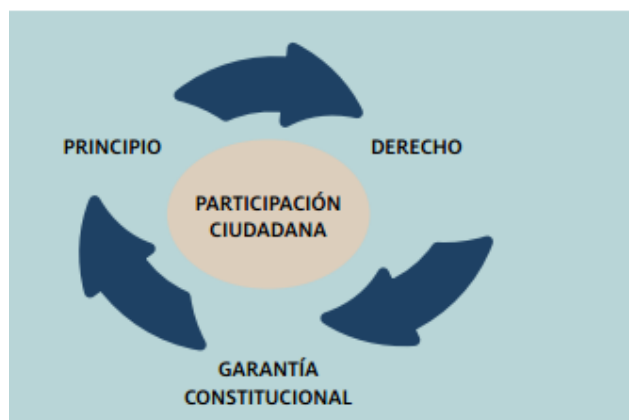 PRINCIPIO
DERECHO
PARTICIPACIÓN
CIUDADANA
GARANTÍA
CONSTITUCIONAL